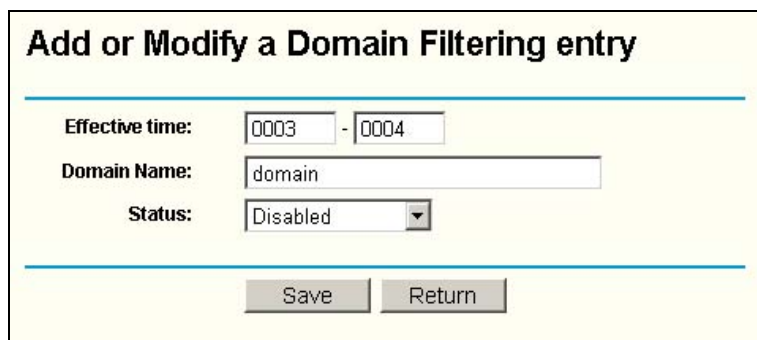 Add or Modify a Domain Filtering entry
Effective time: 0003 - 0004
Domain Name: domain
Status: Disabled
Save Return